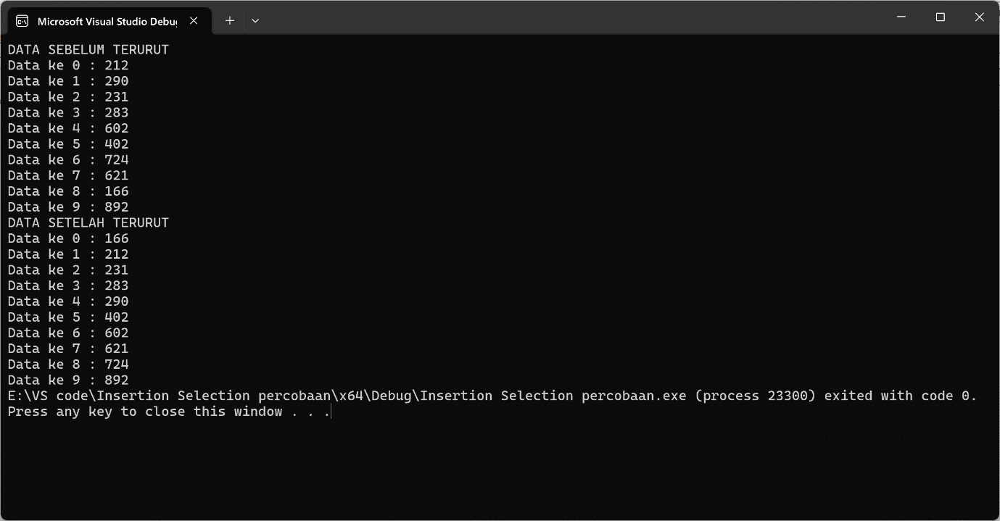 Microsoft Visual Studio Debu
DATA SEBELUM TERURUT
Data ke 0 : 212
Data ke 1 : 290
Data ke 2 : 231
Data ke 3 : 283
Data ke 4 : 602
Data ke 5 : 402
Data ke 6 : 724
Data ke 7 : 621
Data ke 8 : 166
Data ke 9 : 892
DATA SETELAH TERURUT
Data ke 0 : 166
Data ke 1 : 212
Data ke 2 : 231
Data ke 3 : 283
Data ke 4 : 290
Data ke 5 : 402
Data ke 6 : 602
Data ke 7 : 621
Data ke 8 : 724
Data ke 9 : 892
E:\VS code\Insertion Selection percobaan\x64\Debug\Insertion Selection percobaan.exe (process 23300) exited with code 0.
Press any key to close this window . . .